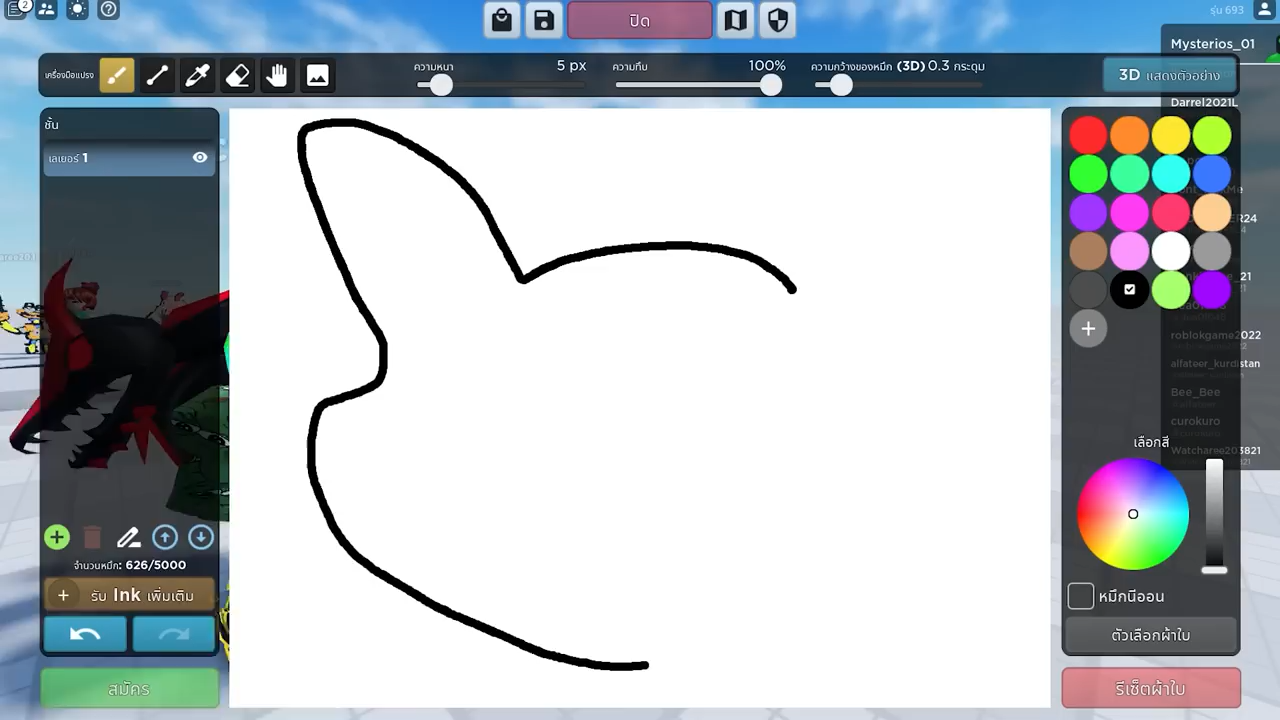 2
ปิด
รุ่น 693
Mysterios_01
เครื่องมือแปรง
ความหนา
5 px
ความทึบ
100%
ความกว้างของหมึก (3D) 0.3 กระดุม
3D แสดงตัวอย่าง
Darrel2021L
ชั้น
เลเยอร์ 1
roblokgame2022
alfateer_kurdistan
Bee_Bee
curokuro
Watcharee203821
เลือกสี
จำนวนหมึก: 626/5000
+ รับ Ink เพิ่มเติม
หมึกนีออน
ตัวเลือกผ้าใบ
สมัคร
รีเซ็ตผ้าใบ